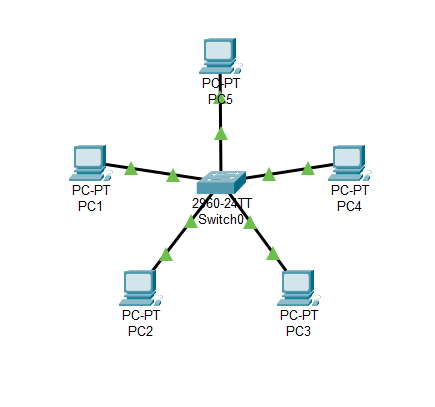 PC-PT
PC5
PC-PT
PC1
PC-PT
PC4
2960-24TT
Switch0
PC-PT
PC2
PC-PT
PC3